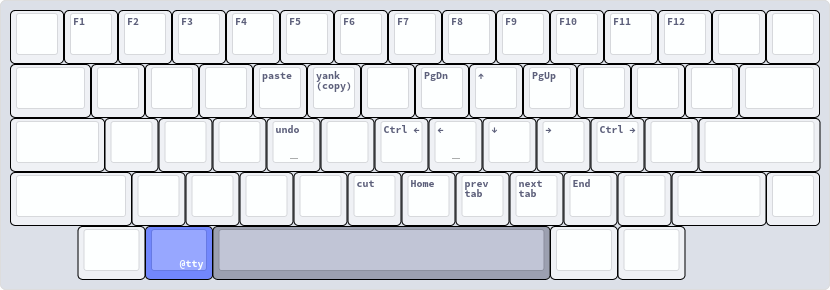 F1 F2 F3 F4 F5 F6 F7 F8 F9 F10 F11 F12
paste yank PgDn ↑ PgUp
(copy)
undo Ctrl ← ← ↓ → Ctrl →
_ _
cut Home prev next End
tab tab
@tty